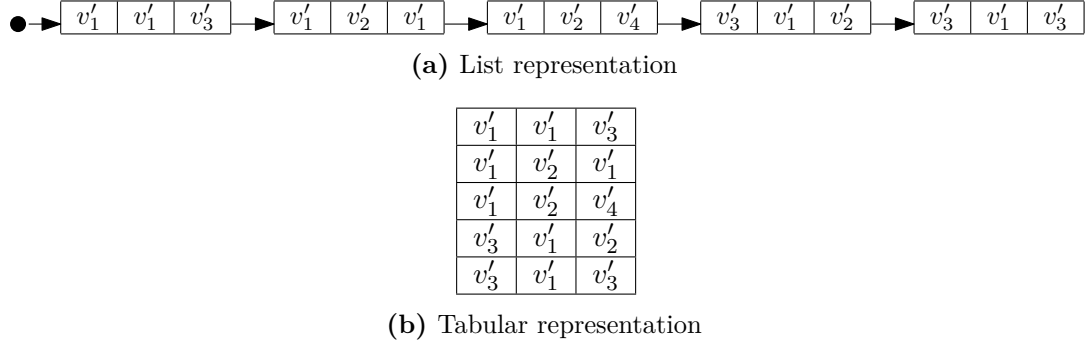 v′₁ v′₁ v′₃ v′₁ v′₂ v′₁ v′₁ v′₂ v′₄ v′₃ v′₁ v′₂ v′₃ v′₁ v′₃
(a) List representation
v′₁ v′₁ v′₃
v′₁ v′₂ v′₁
v′₁ v′₂ v′₄
v′₃ v′₁ v′₂
v′₃ v′₁ v′₃
(b) Tabular representation